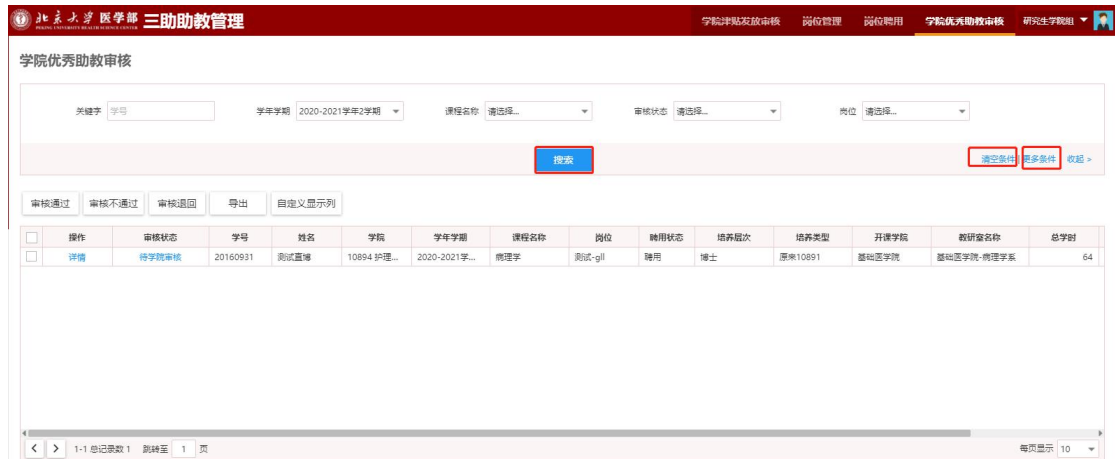 北京大学医学部 三助助教管理 学院津贴发放审核 岗位管理 岗位聘用 学院优秀助教审核 研究生学院组
PEKING UNIVERSITY HEALTH SCIENCE CENTER
学院优秀助教审核
关键字 学号 学年学期 2020-2021学年2学期 课程名称 请选择... 审核状态 请选择... 岗位 请选择...
搜索 清空条件 | 更多条件 收起 >
审核通过 审核不通过 审核退回 导出 自定义显示列
操作 审核状态 学号 姓名 学院 学年学期 课程名称 岗位 聘用状态 培养层次 培养类型 开课学院 教研室名称 总学时
详情 待学院审核 20160931 测试直博 10894 护理... 2020-2021学... 病理学 测试-gll 聘用 博士 原来10891 基础医学院 基础医学院-病理学系 64
1-1 总记录数 1 跳转至 1 页 每页显示 10